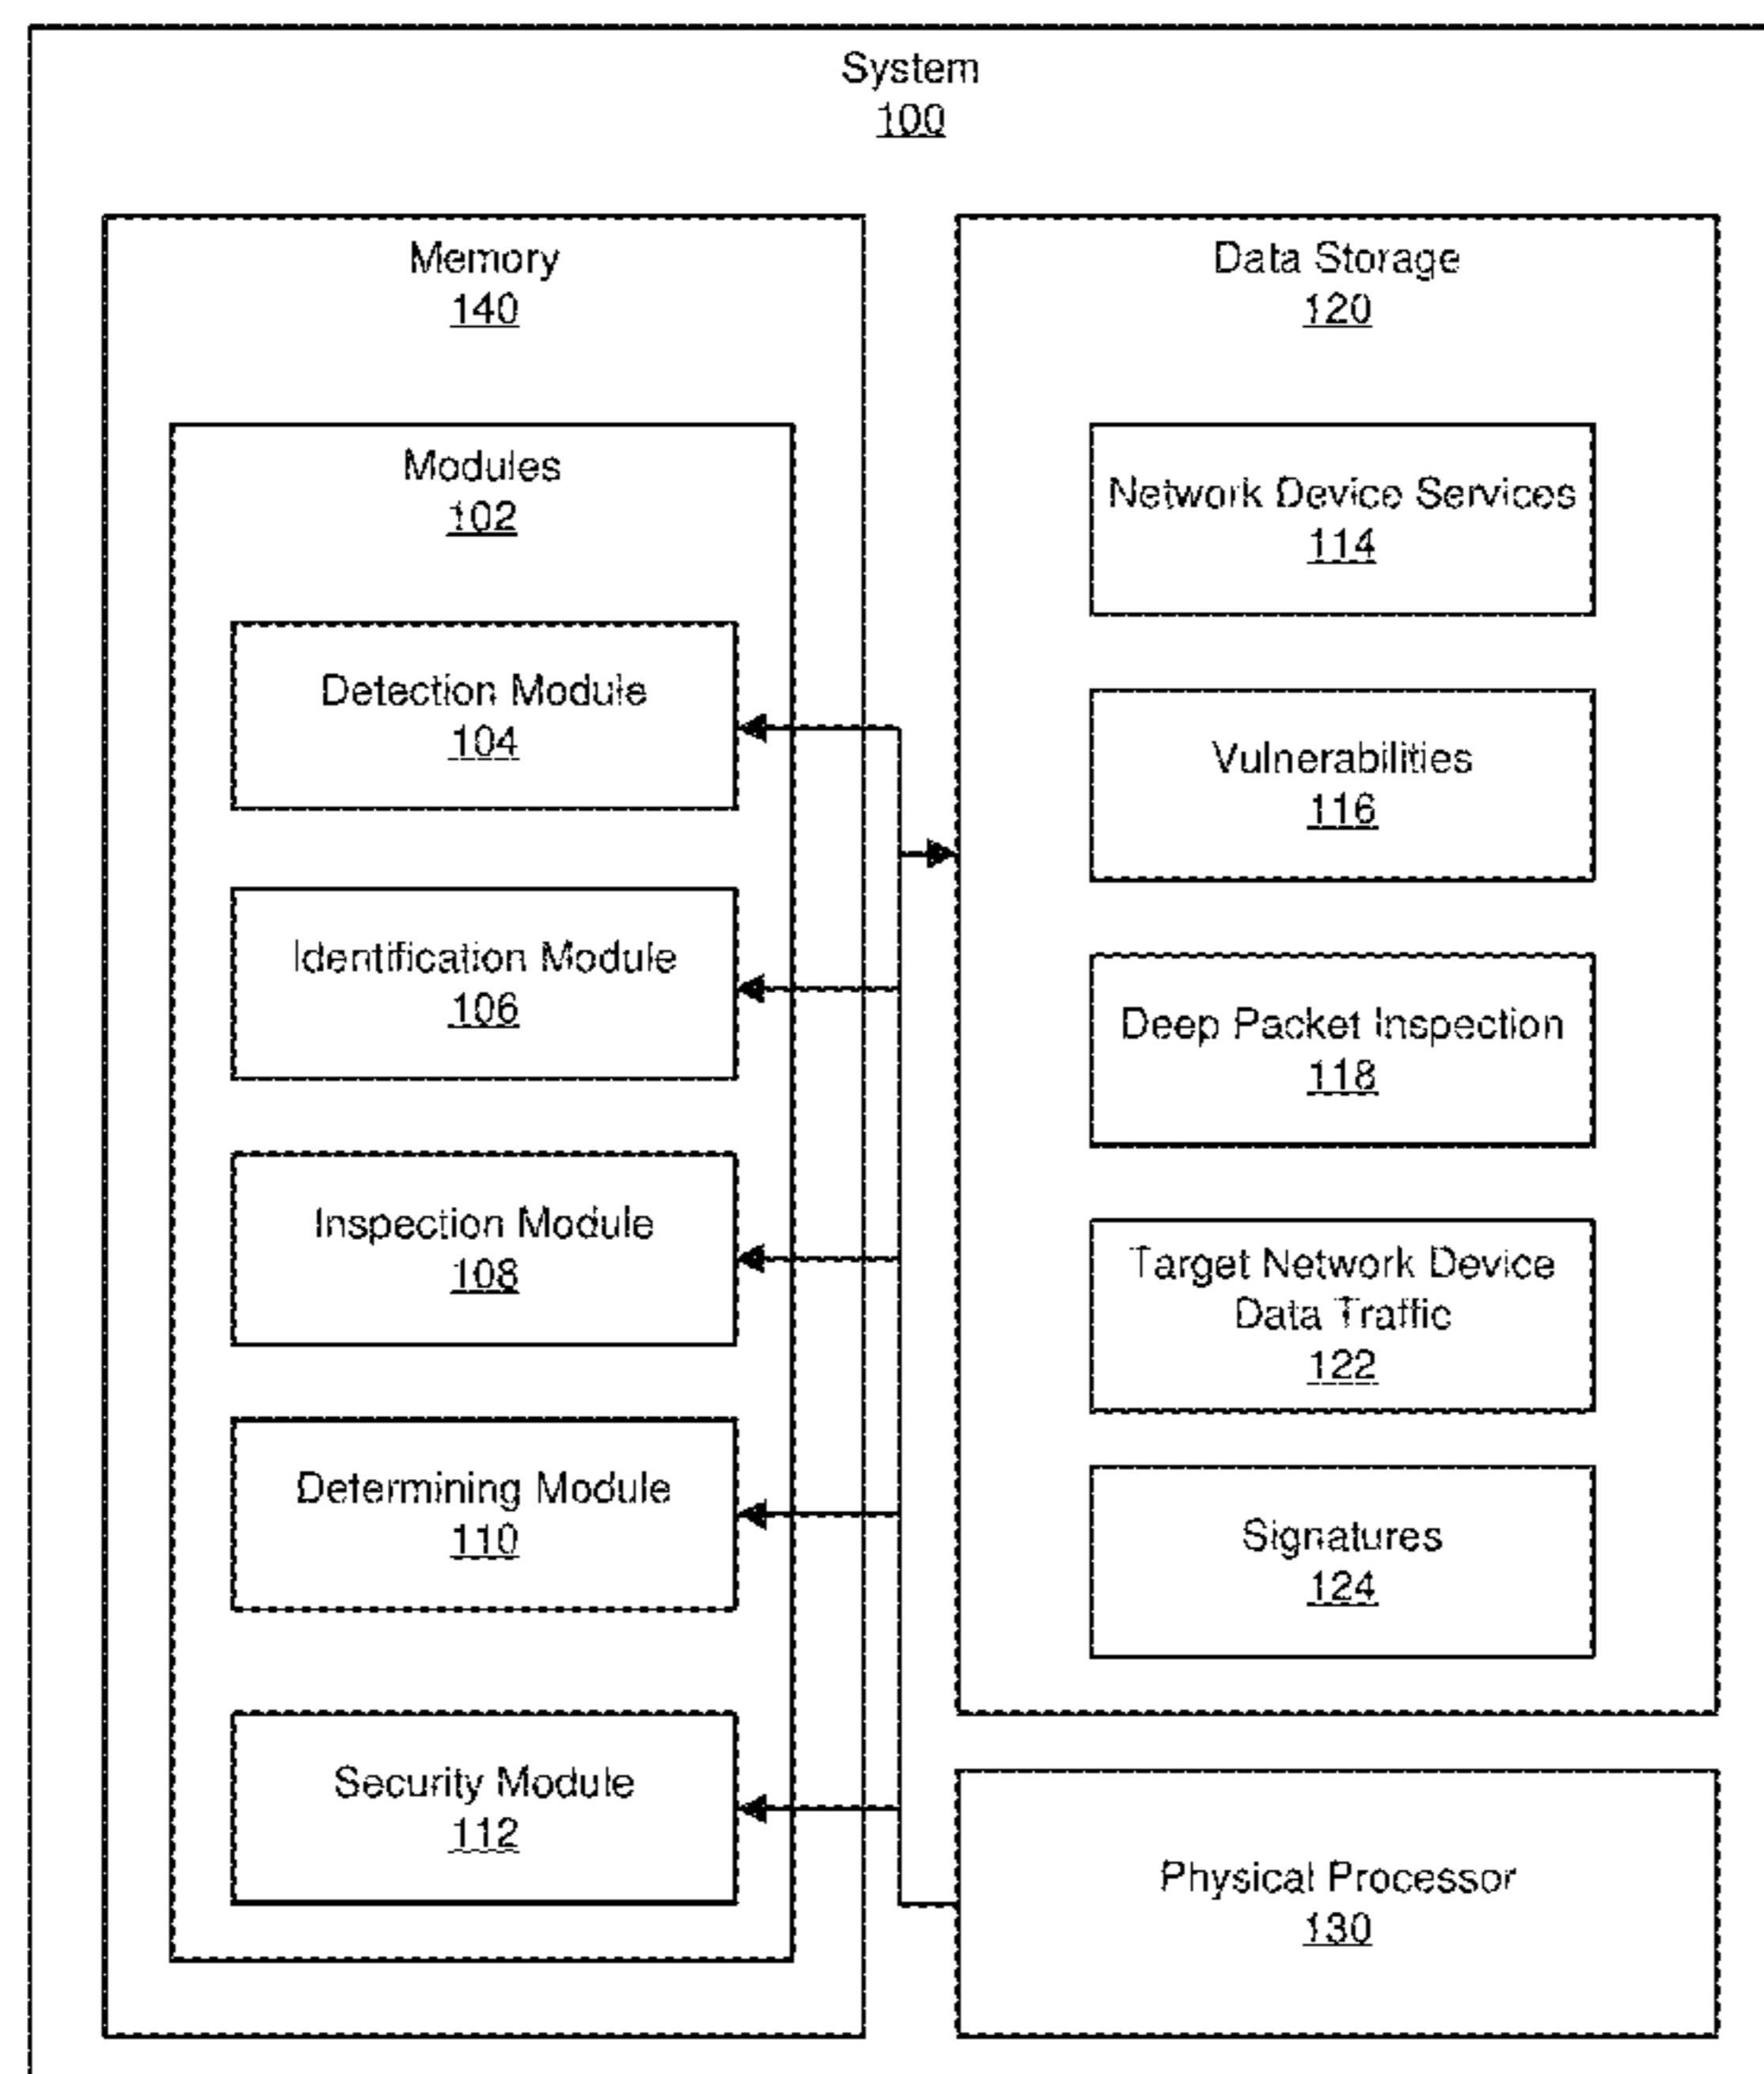 System
100
Memory
140
Modules
102
Detection Module
104
Identification Module
106
Inspection Module
108
Determining Module
110
Security Module
112
Data Storage
120
Network Device Services
114
Vulnerabilities
116
Deep Packet Inspection
118
Target Network Device
Data Traffic
122
Signatures
124
Physical Processor
130